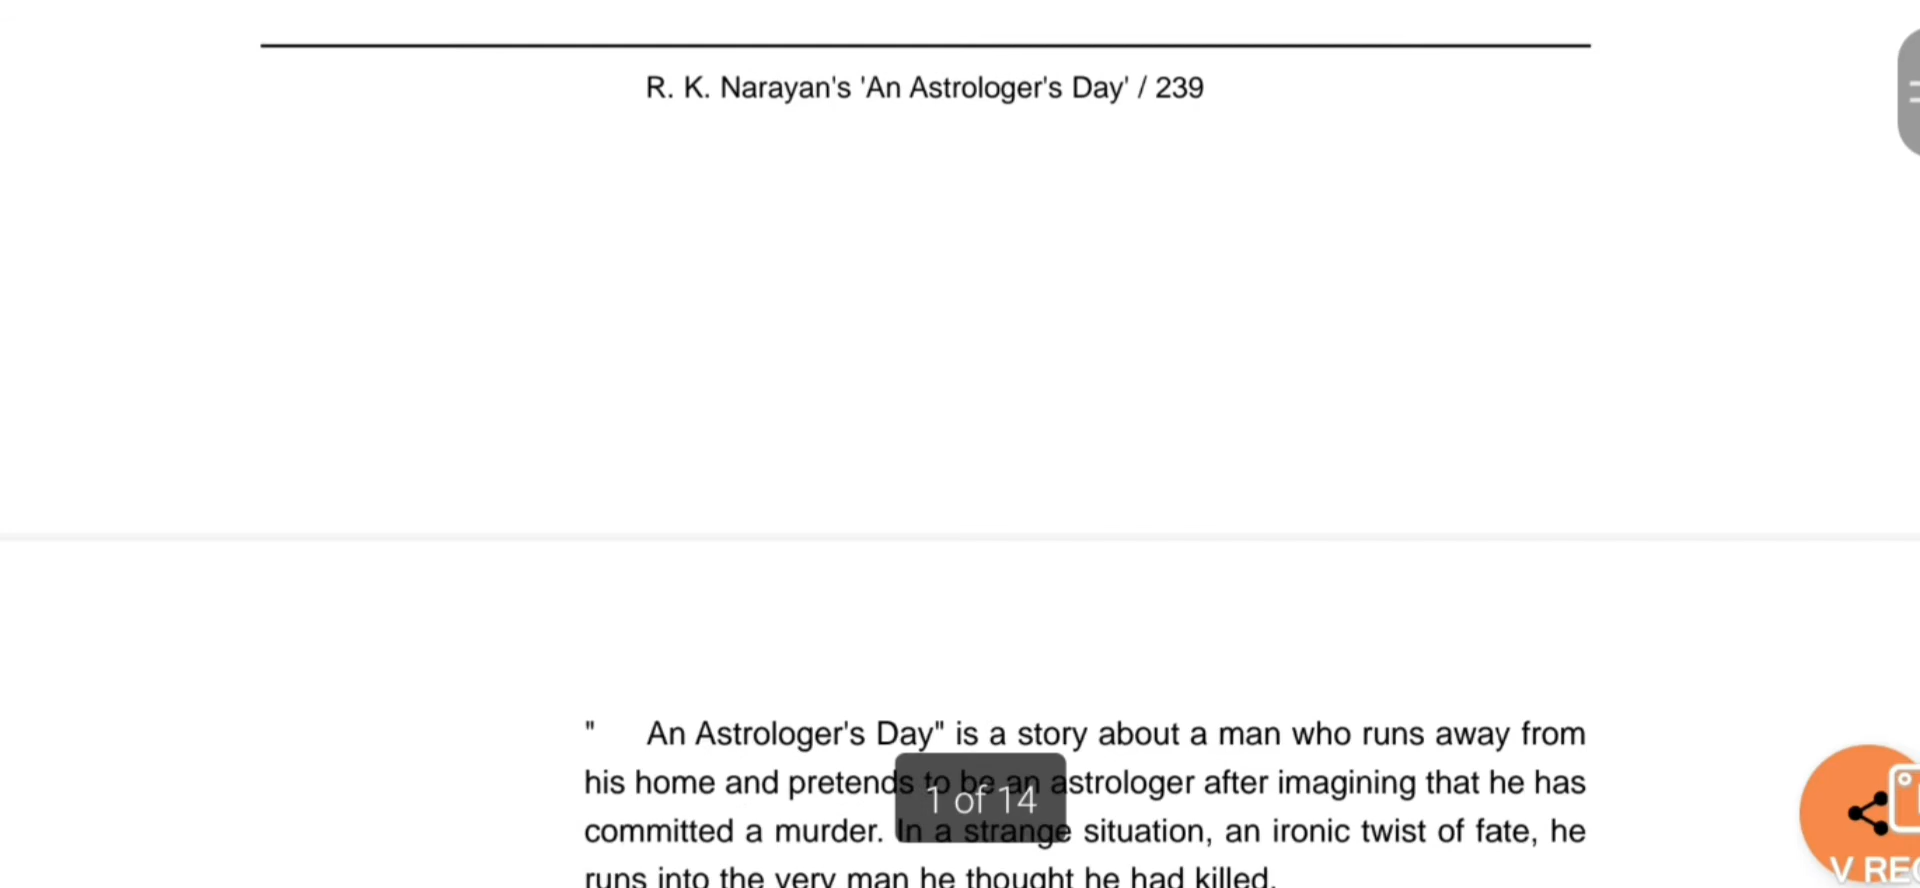 R. K. Narayan's 'An Astrologer's Day' / 239
" An Astrologer's Day" is a story about a man who runs away from
his home and pretends to be an astrologer after imagining that he has
1 of 14
committed a murder. In a strange situation, an ironic twist of fate, he
runs into the very man he thought he had killed.
V REC